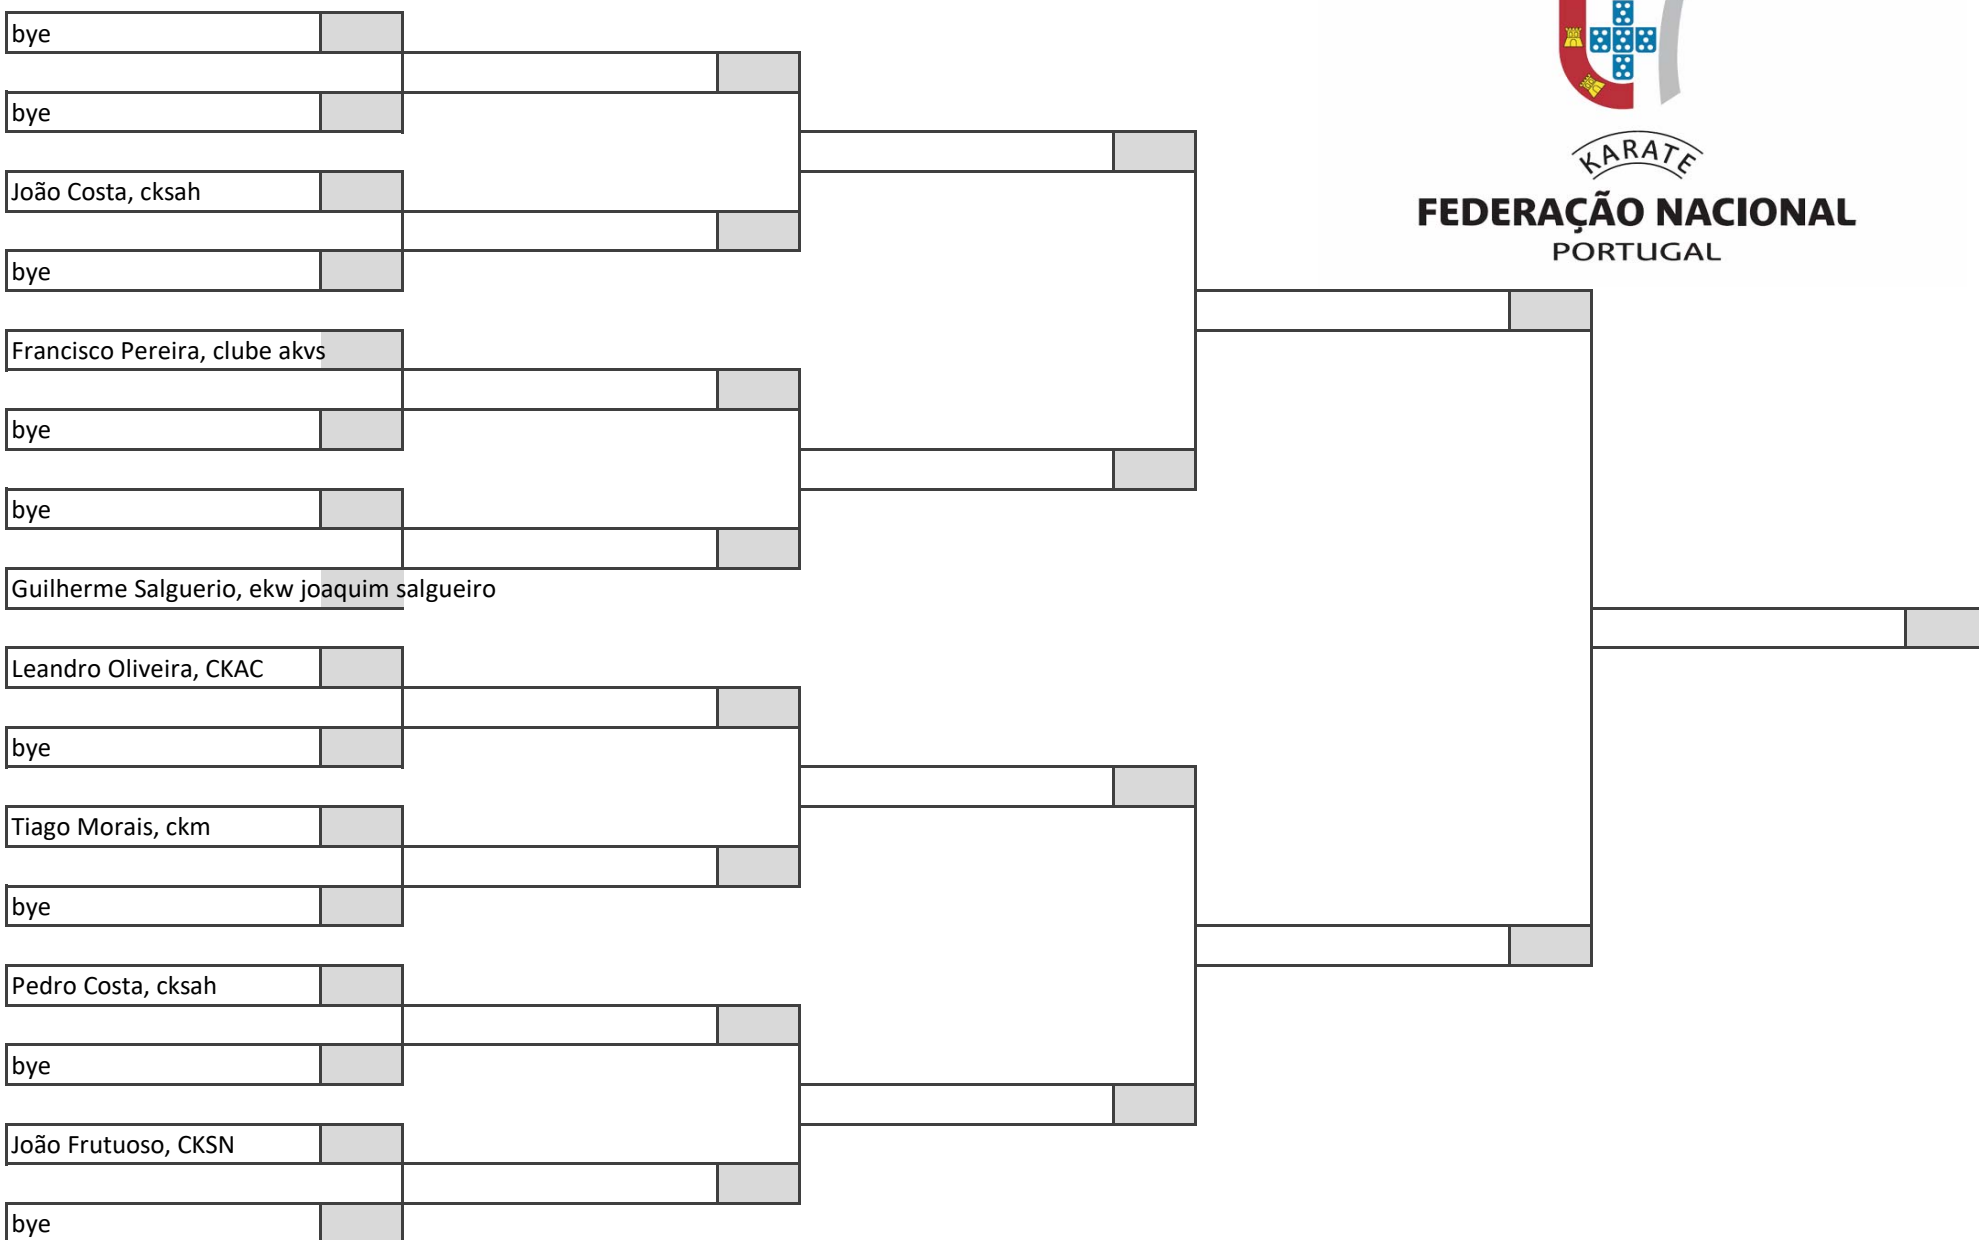 bye
bye
João Costa, cksah
bye
Francisco Pereira, clube akvs
bye
bye
Guilherme Salguerio, ekw joaquim salgueiro
Leandro Oliveira, CKAC
bye
Tiago Morais, ckm
bye
Pedro Costa, cksah
bye
João Frutuoso, CKSN
bye
KARATE
FEDERAÇÃO NACIONAL
PORTUGAL